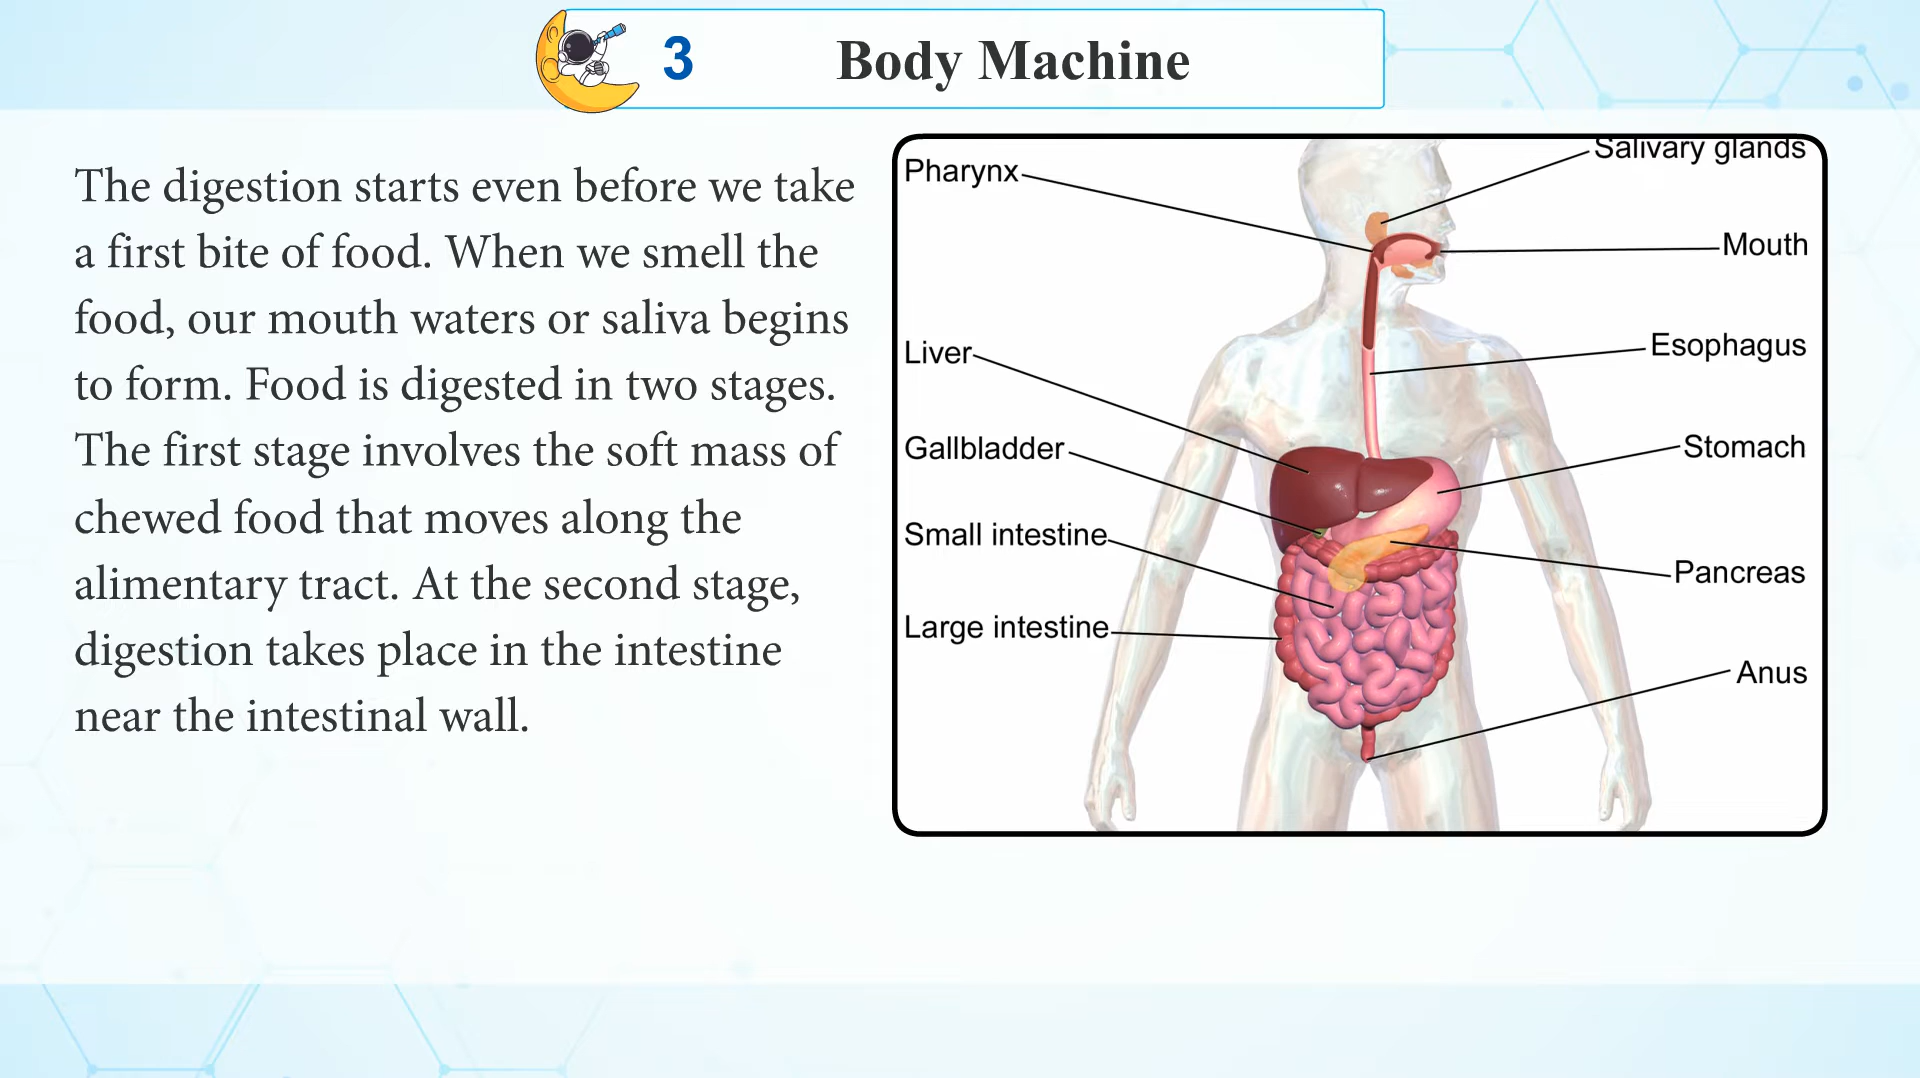 3 Body Machine
The digestion starts even before we take
a first bite of food. When we smell the
food, our mouth waters or saliva begins
to form. Food is digested in two stages.
The first stage involves the soft mass of
chewed food that moves along the
alimentary tract. At the second stage,
digestion takes place in the intestine
near the intestinal wall.
Salivary glands
Pharynx
Mouth
Esophagus
Liver
Stomach
Gallbladder
Small intestine
Pancreas
Large intestine
Anus